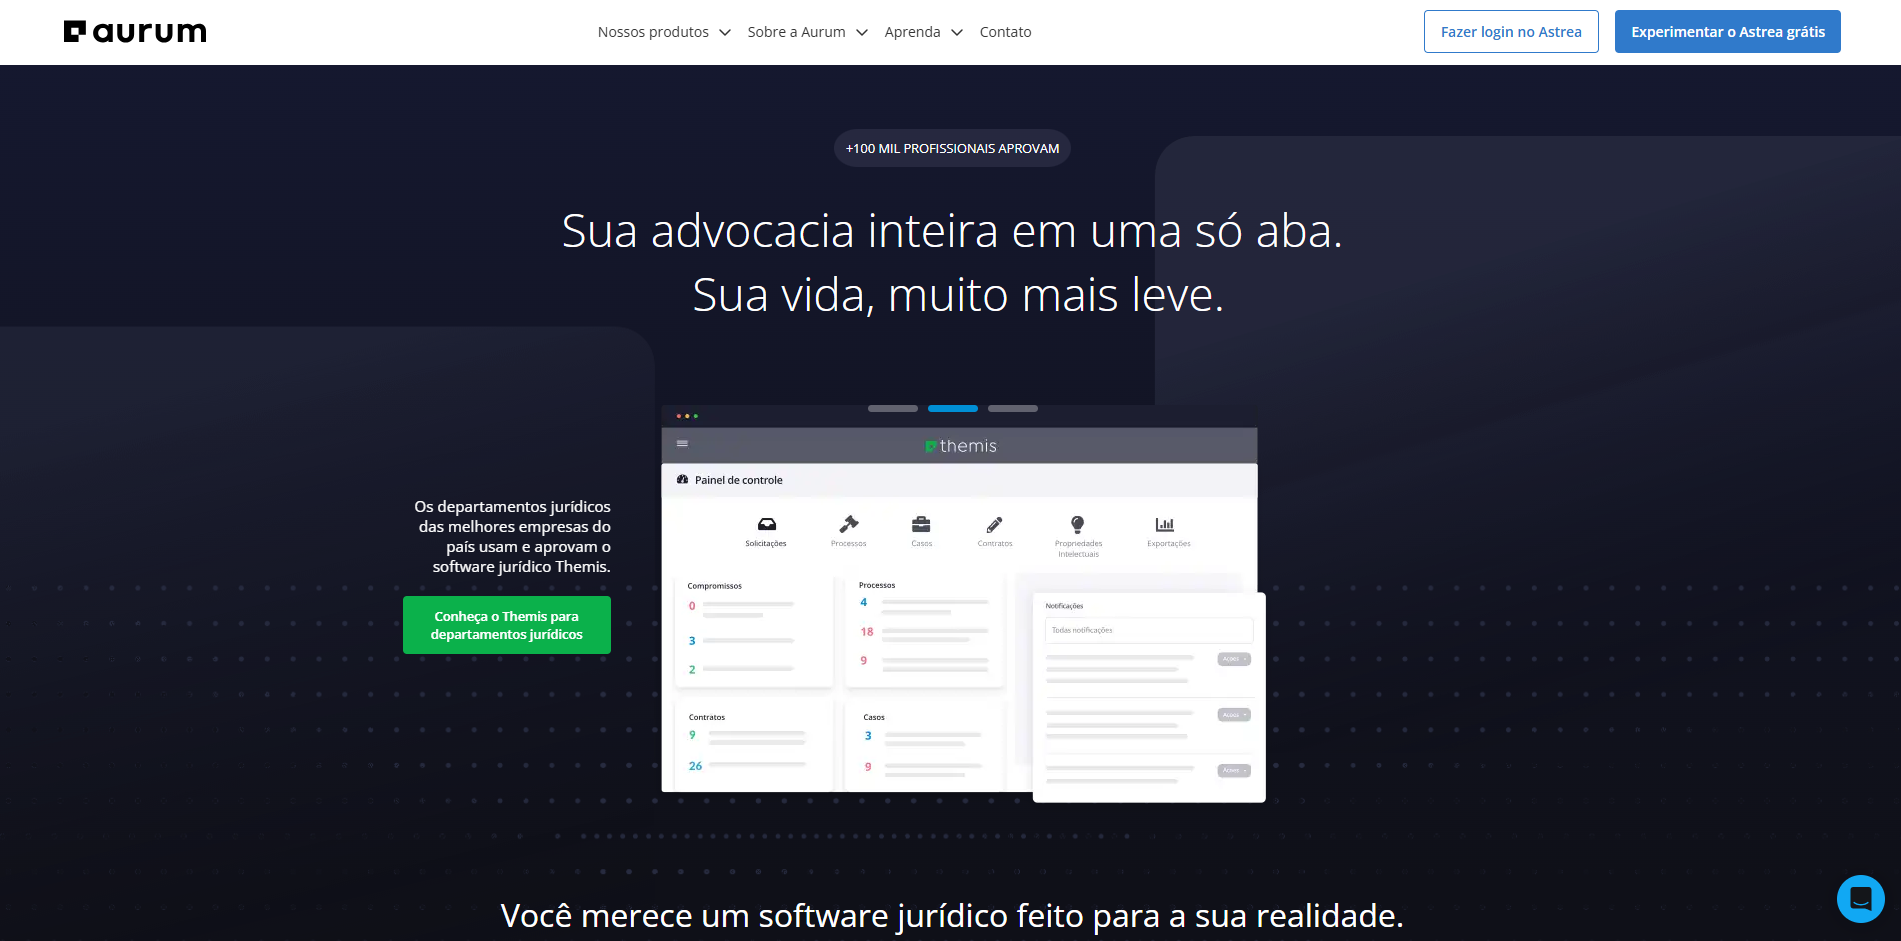 aurum
Nossos produtos
Sobre a Aurum
Aprenda
Contato
Fazer login no Astrea
Experimentar o Astrea grátis
+100 MIL PROFISSIONAIS APROVAM
Sua advocacia inteira em uma só aba.
Sua vida, muito mais leve.
Os departamentos jurídicos
das melhores empresas do
país usam e aprovam o
software jurídico Themis.
Conheça o Themis para
departamentos jurídicos
themis
Painel de controle
Solicitações
Processos
Casos
Contratos
Propriedades
Intelectuais
Exportações
Compromissos
0
3
2
Processos
4
18
9
Contratos
9
26
Casos
3
9
Notificações
Todas notificações
Ações
Ações
Ações
Você merece um software jurídico feito para a sua realidade.